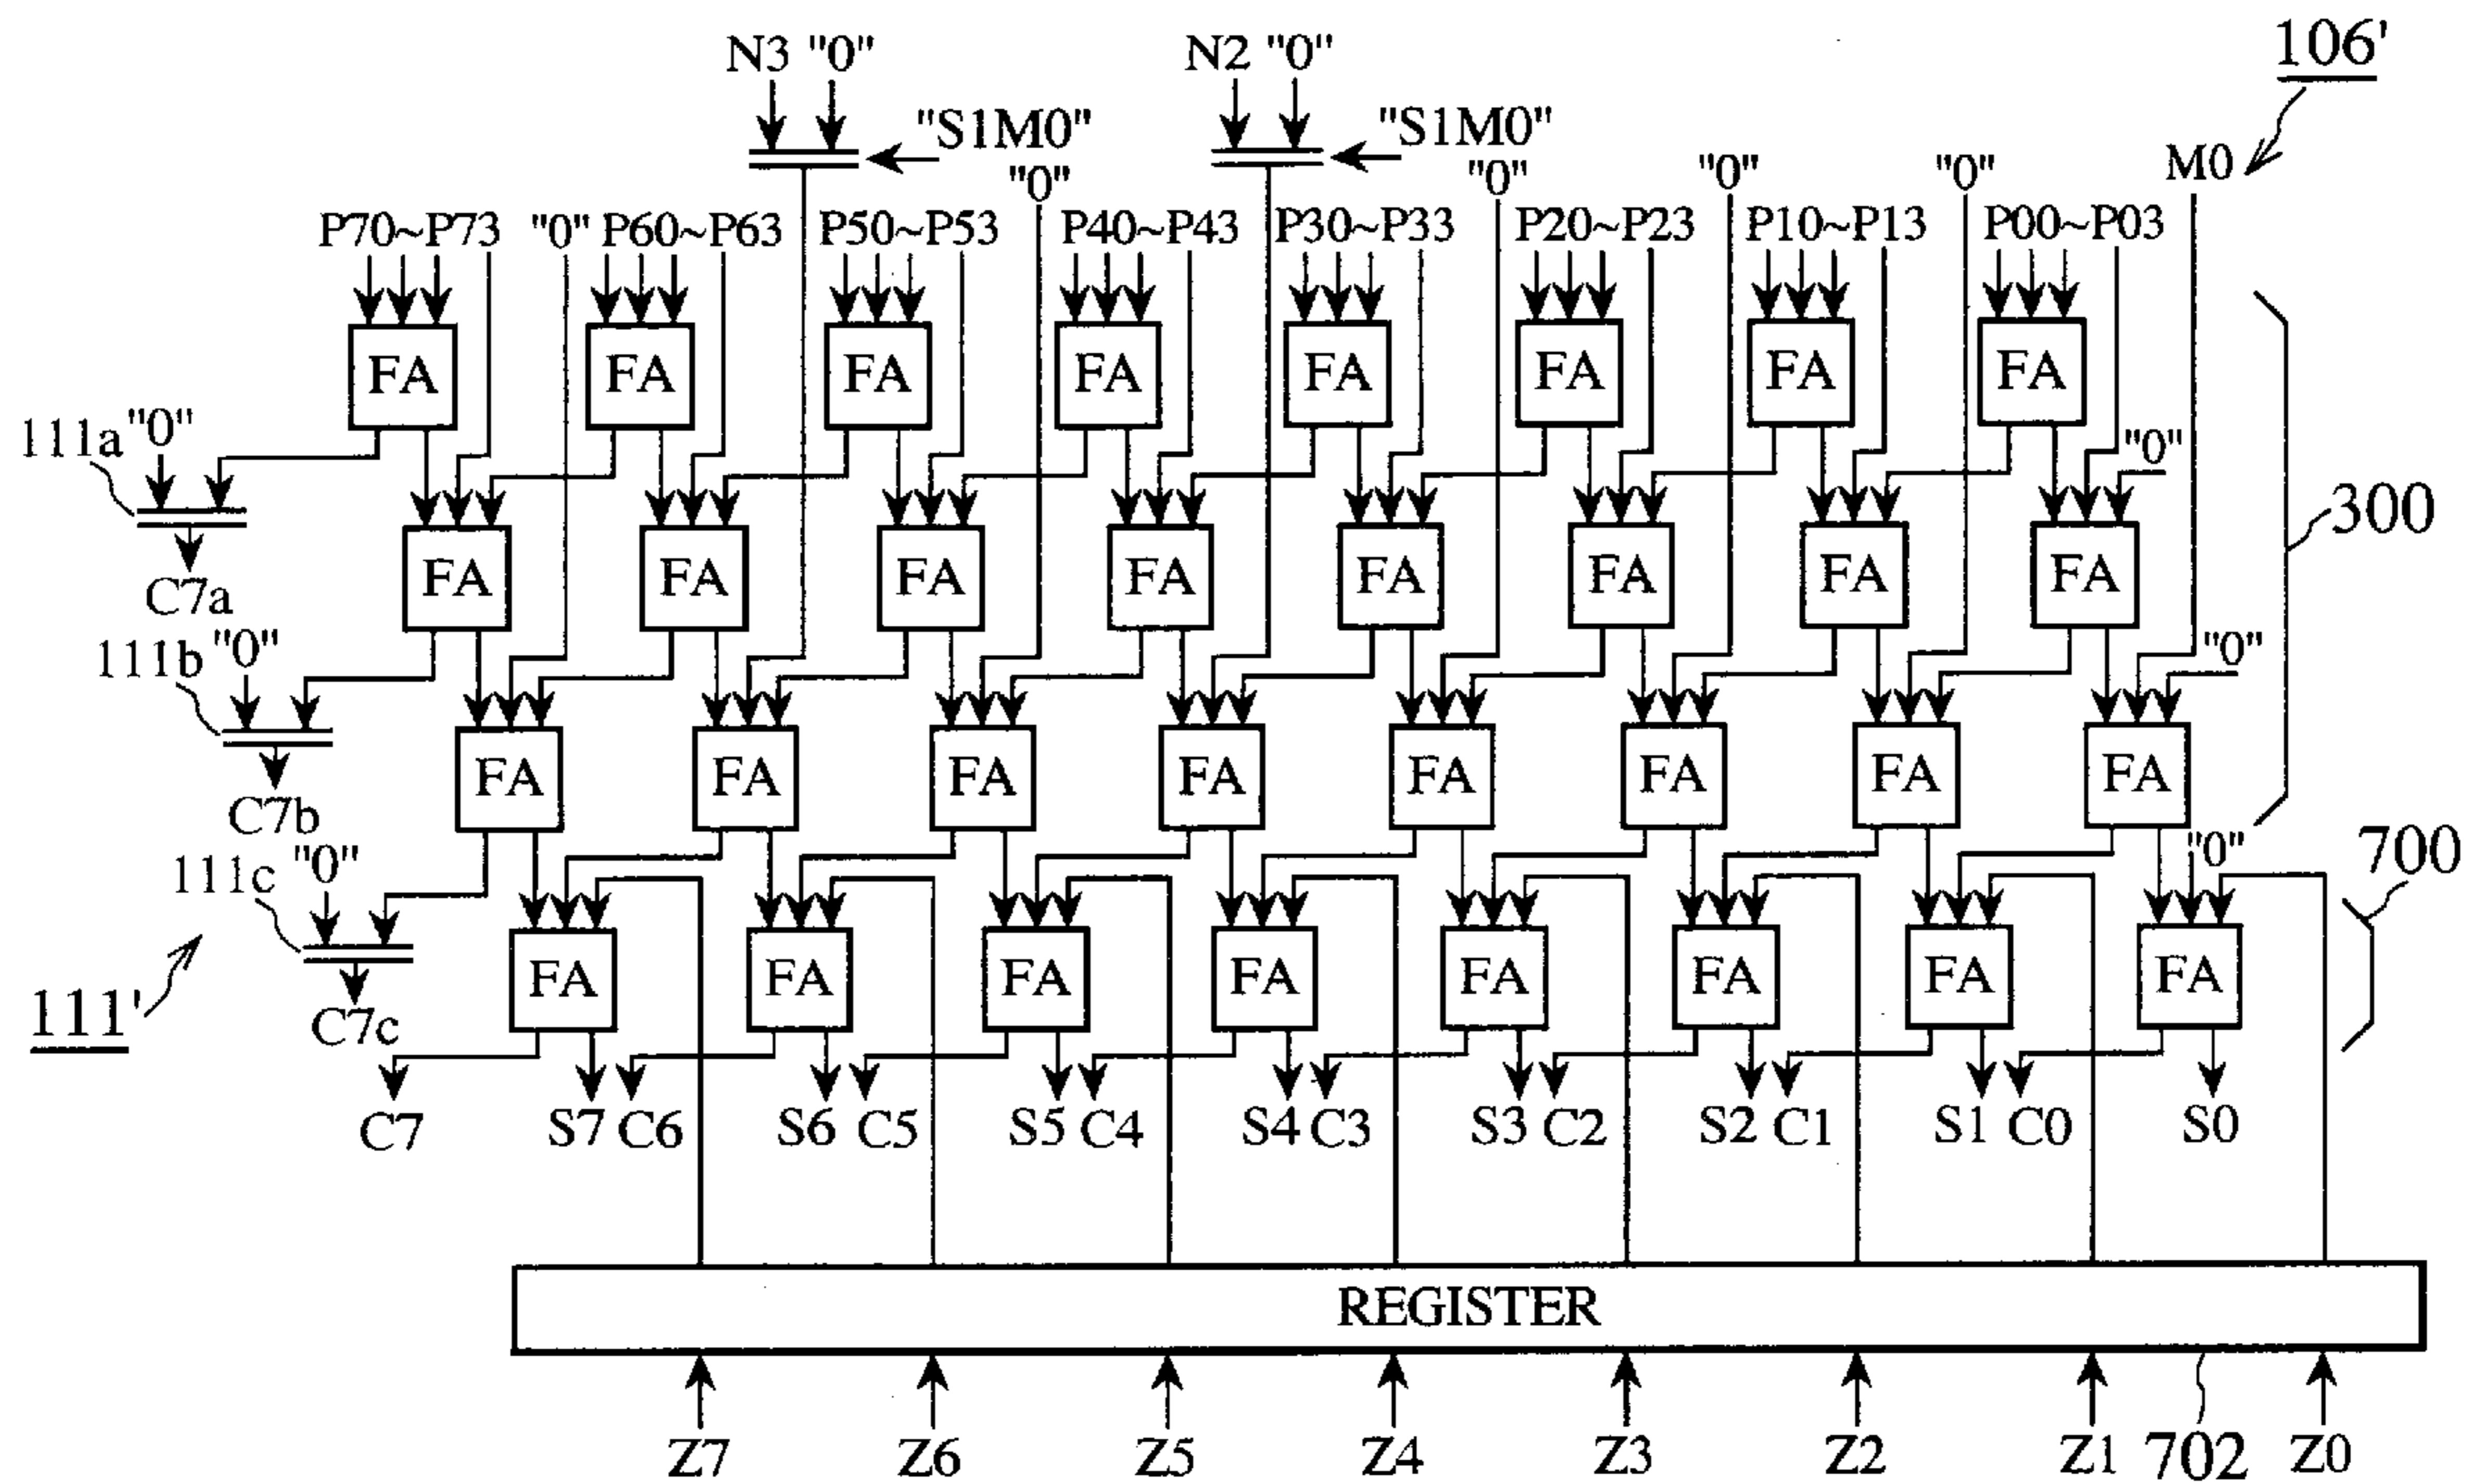 N3 "0" N2 "0" 106'
"S1M0" "S1M0"
"0" "0" "0" "0" M0
P70~P73 "0" P60~P63 P50~P53 P40~P43 P30~P33 P20~P23 P10~P13 P00~P03
FA FA FA FA FA FA FA FA
111a "0" "0"
300
FA FA FA FA FA FA FA FA
C7a
111b "0" "0"
FA FA FA FA FA FA FA FA
C7b
111c "0" "0" 700
FA FA FA FA FA FA FA FA
111' C7c
C7 S7 C6 S6 C5 S5 C4 S4 C3 S3 C2 S2 C1 S1 C0 S0
REGISTER
Z7 Z6 Z5 Z4 Z3 Z2 Z1 702 Z0